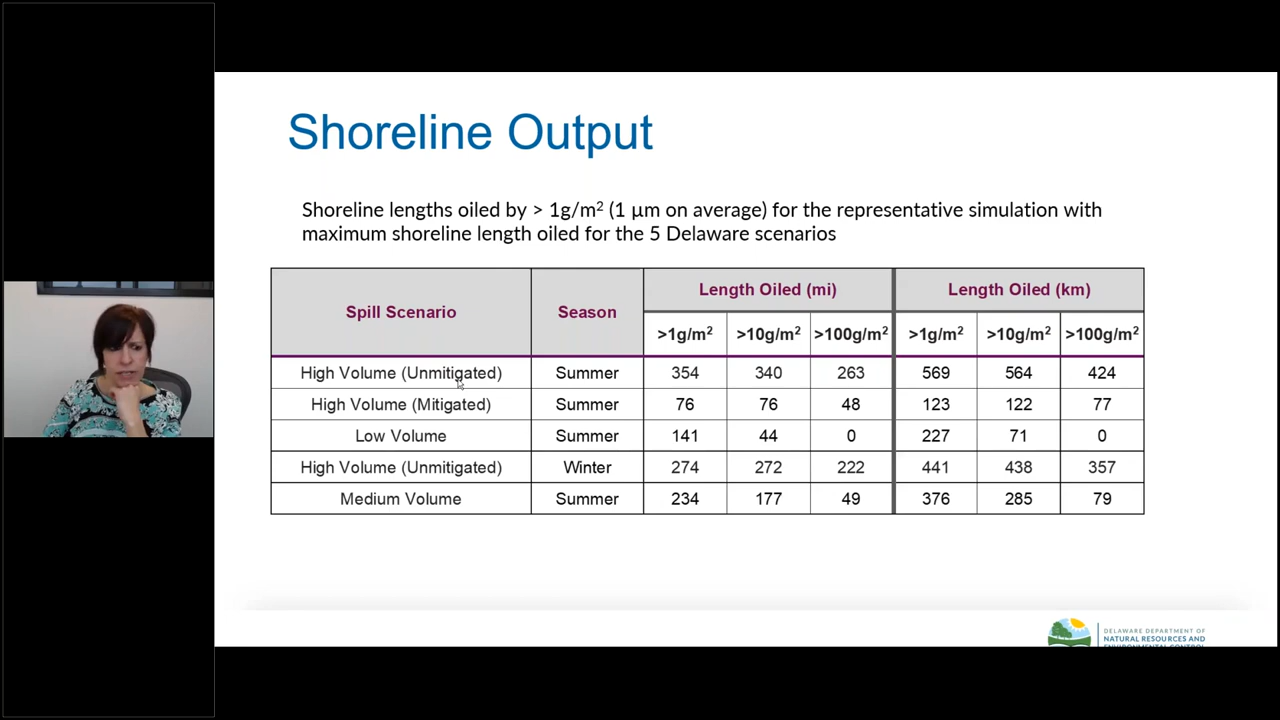 Shoreline Output
Shoreline lengths oiled by > 1g/m² (1 µm on average) for the representative simulation with
maximum shoreline length oiled for the 5 Delaware scenarios
Spill Scenario Season Length Oiled (mi) Length Oiled (km)
>1g/m² >10g/m² >100g/m² >1g/m² >10g/m² >100g/m²
High Volume (Unmitigated) Summer 354 340 263 569 564 424
High Volume (Mitigated) Summer 76 76 48 123 122 77
Low Volume Summer 141 44 0 227 71 0
High Volume (Unmitigated) Winter 274 272 222 441 438 357
Medium Volume Summer 234 177 49 376 285 79
DELAWARE DEPARTMENT OF
NATURAL RESOURCES AND
ENVIRONMENTAL CONTROL